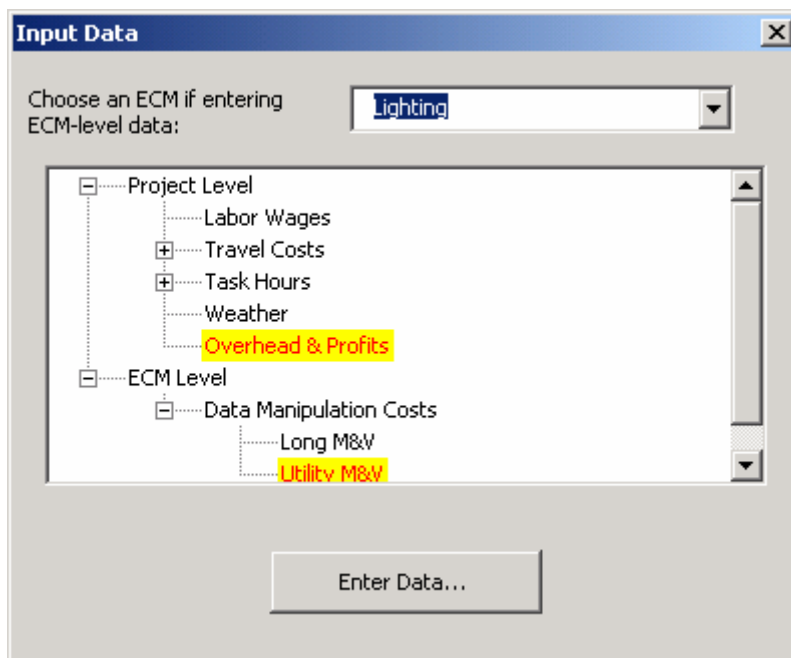 Input Data
Choose an ECM if entering
ECM-level data:
Lighting
Project Level
Labor Wages
Travel Costs
Task Hours
Weather
Overhead & Profits
ECM Level
Data Manipulation Costs
Long M&V
Utility M&V
Enter Data...